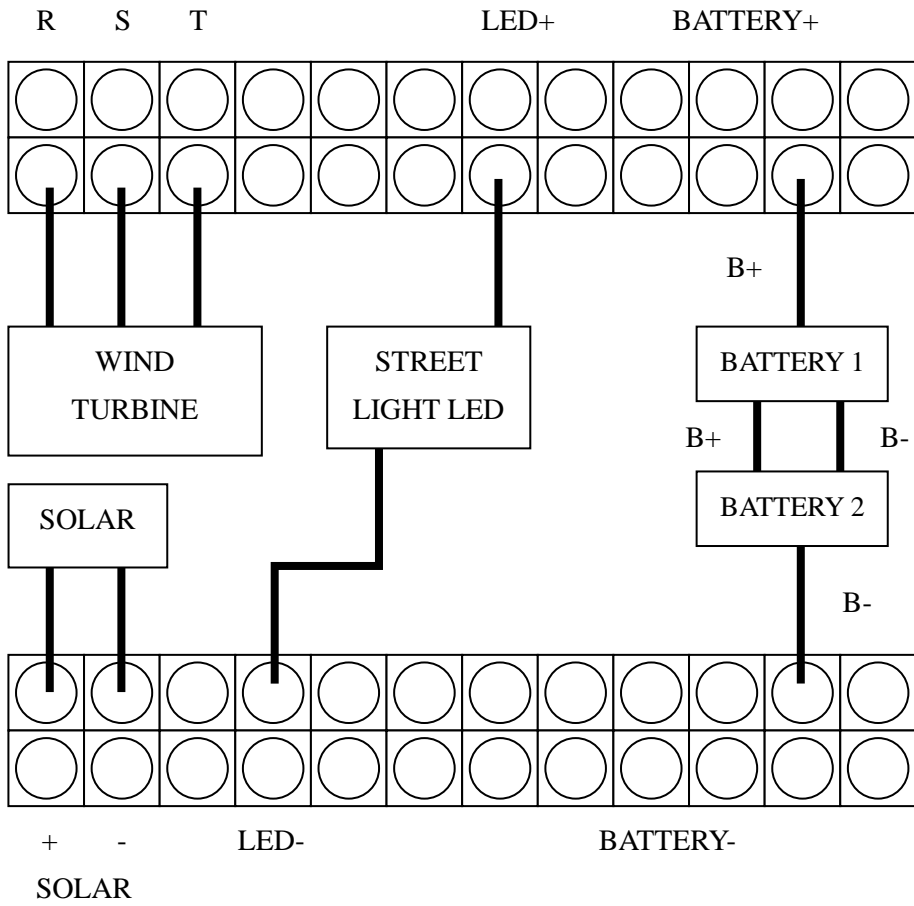 R S T LED+ BATTERY+
B+
WIND
TURBINE
STREET
LIGHT LED
BATTERY 1
B+ B-
SOLAR
BATTERY 2
B-
+ - LED- BATTERY-
SOLAR